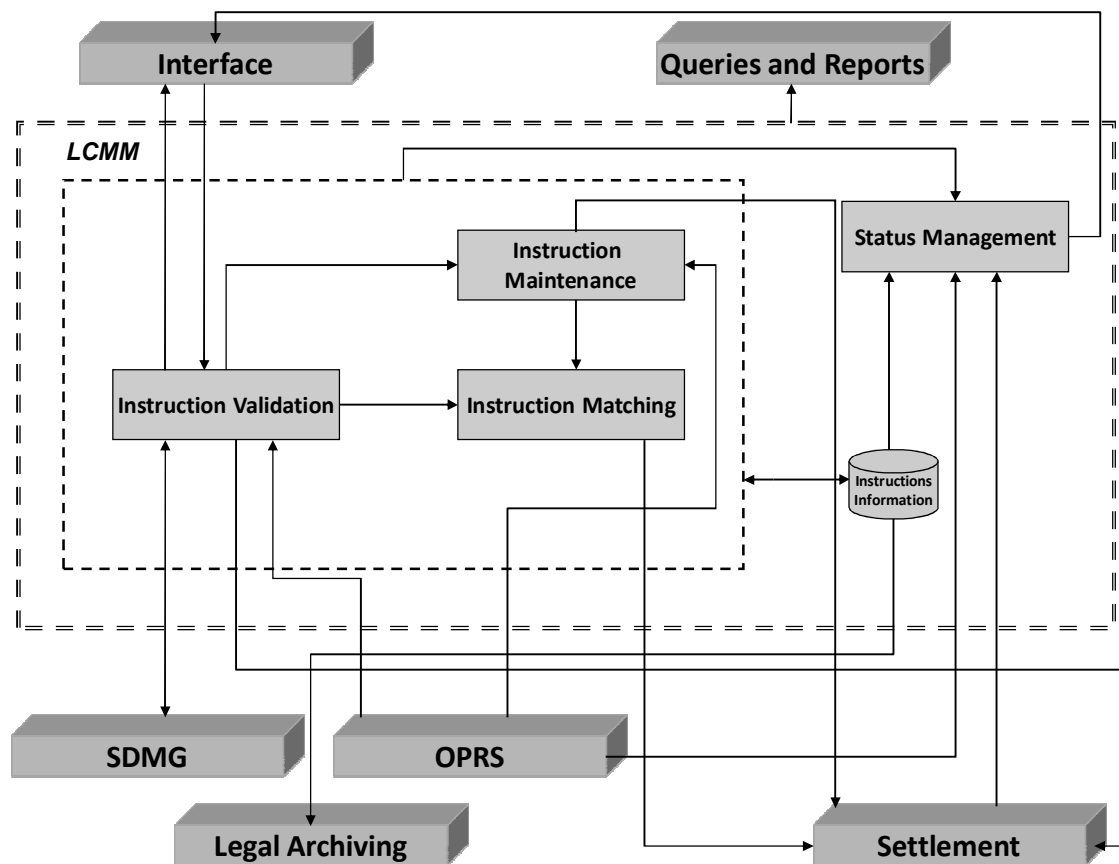 Interface
Queries and Reports
LCMM
Status Management
Instruction
Maintenance
Instruction Validation
Instruction Matching
Instructions
Information
SDMG
OPRS
Legal Archiving
Settlement